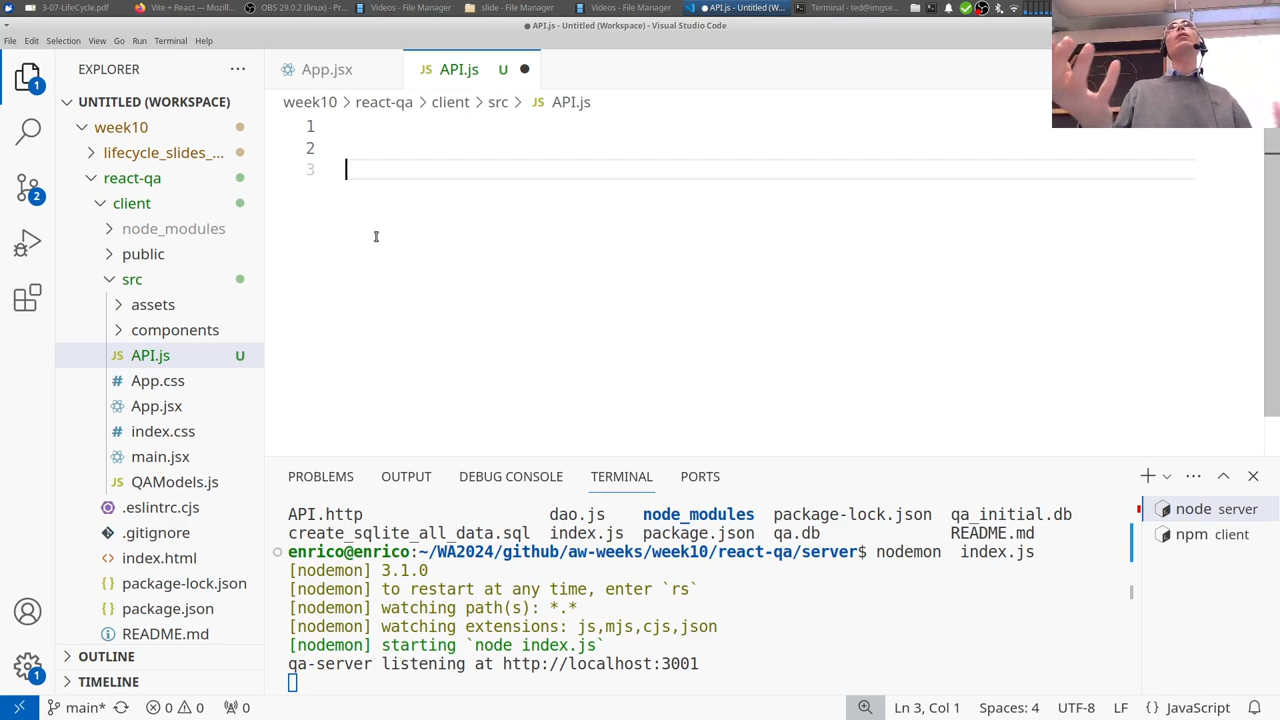 3-07-LifeCycle.pdf
Vite + React — Mozill...
OBS 29.0.2 (linux) - Pr...
Videos - File Manager
slide - File Manager
Videos - File Manager
API.js - Untitled (W...
Terminal - ted@imgse...
API.js - Untitled (Workspace) - Visual Studio Code
File Edit Selection View Go Run Terminal Help
EXPLORER
App.jsx
API.js U
UNTITLED (WORKSPACE)
week10 > react-qa > client > src > JS API.js
week10
lifecycle_slides_...
react-qa
client
node_modules
public
src
assets
components
JS API.js U
# App.css
App.jsx
# index.css
main.jsx
JS QAModels.js
.eslintrc.cjs
.gitignore
<> index.html
{} package-lock.json
{} package.json
README.md
OUTLINE
TIMELINE
1
2
3
PROBLEMS OUTPUT DEBUG CONSOLE TERMINAL PORTS
API.http dao.js node_modules package-lock.json qa_initial.db
create_sqlite_all_data.sql index.js package.json qa.db README.md
enrico@enrico:~/WA2024/github/aw-weeks/week10/react-qa/server$ nodemon index.js
[nodemon] 3.1.0
[nodemon] to restart at any time, enter `rs`
[nodemon] watching path(s): *.*
[nodemon] watching extensions: js,mjs,cjs,json
[nodemon] starting `node index.js`
qa-server listening at http://localhost:3001
node server
npm client
main* 0 0 0
Ln 3, Col 1 Spaces: 4 UTF-8 LF {} JavaScript